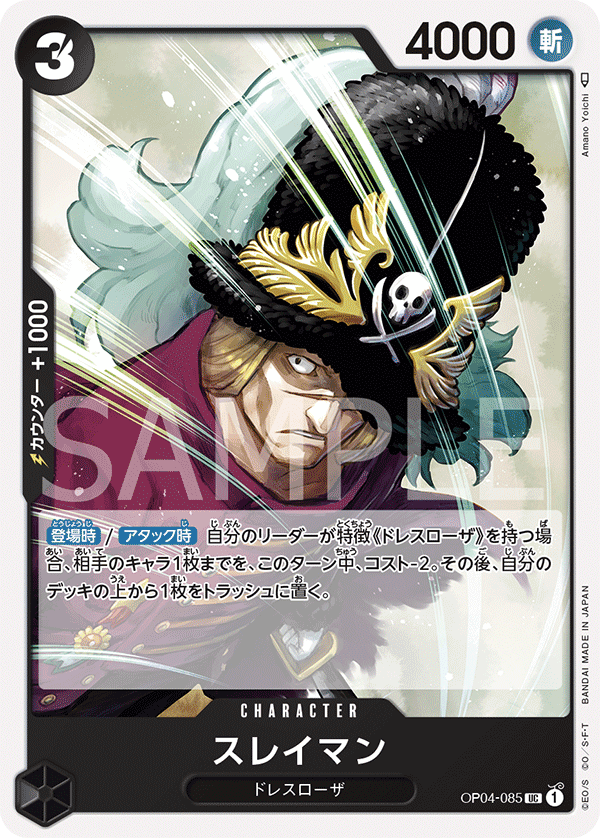 3
4000
斬
Amano Yoichi
カウンター +1000
SAMPLE
登場時 / アタック時 自分のリーダーが特徴《ドレスローザ》を持つ場
合、相手のキャラ1枚までを、このターン中、コスト-2。その後、自分の
デッキの上から1枚をトラッシュに置く。
CHARACTER
スレイマン
ドレスローザ
OP04-085 UC 1
©E.O/S ©O/S・F・T BANDAI MADE IN JAPAN